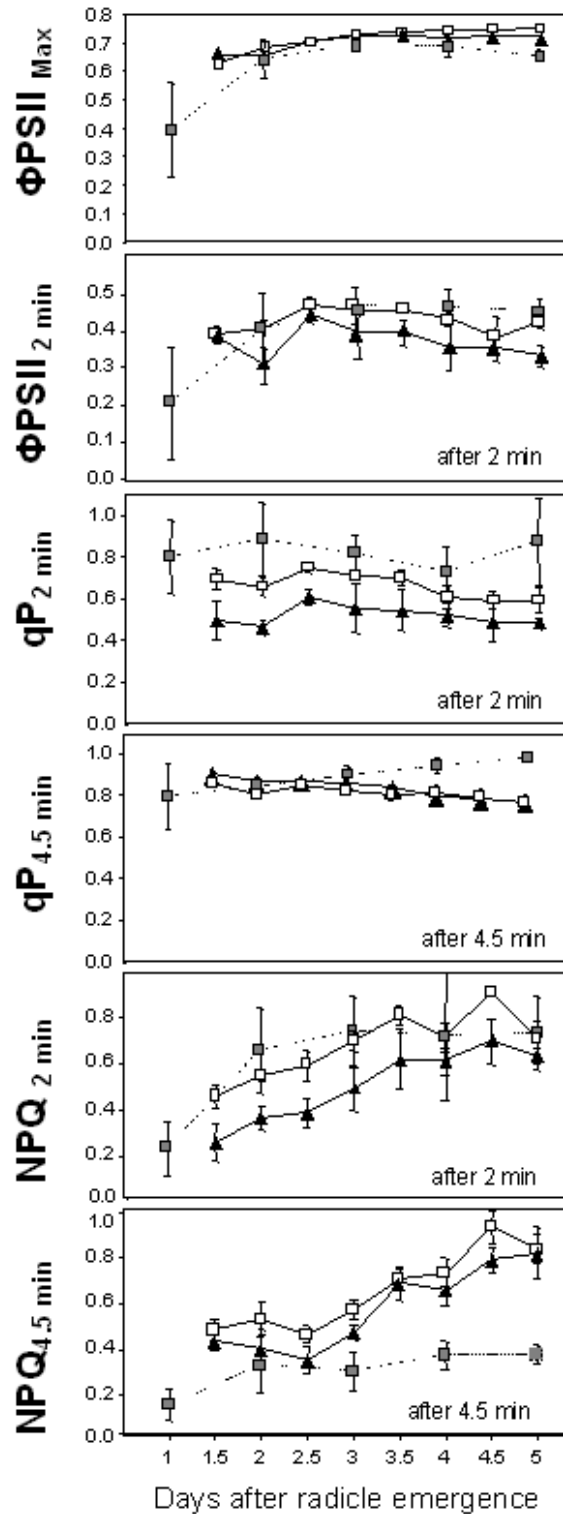 ΦPSII Max
0.8
0.7
0.6
0.5
0.4
0.3
0.2
0.1
0.0
ΦPSII 2 min
0.5
0.4
0.3
0.2
0.1
0.0
after 2 min
qP 2 min
1.0
0.8
0.6
0.4
0.2
0.0
after 2 min
qP 4.5 min
1.0
0.8
0.6
0.4
0.2
0.0
after 4.5 min
NPQ 2 min
0.8
0.6
0.4
0.2
0.0
after 2 min
NPQ 4.5 min
1.0
0.8
0.6
0.4
0.2
0.0
after 4.5 min
1 1.5 2 2.5 3 3.5 4 4.5 5
Days after radicle emergence